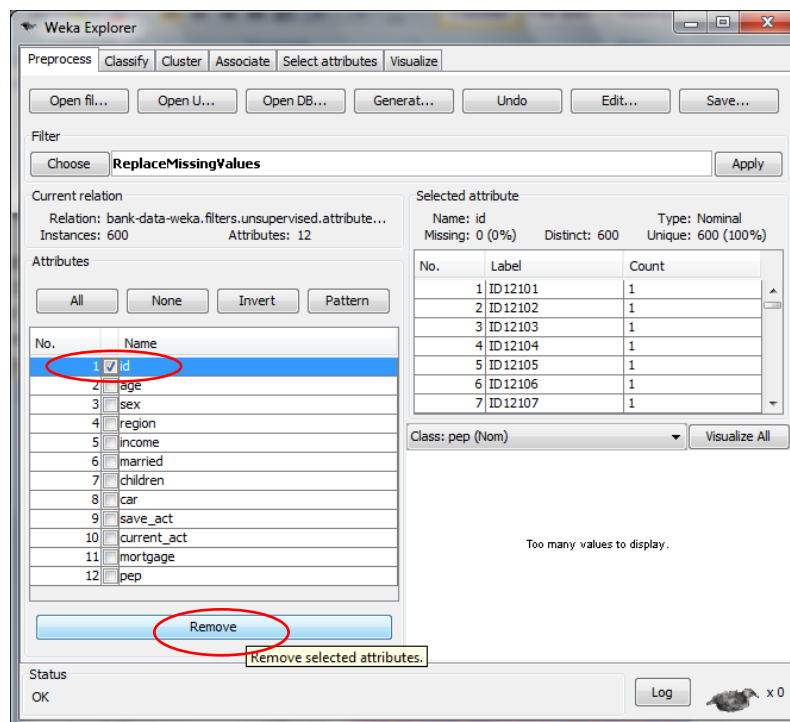 Weka Explorer
Preprocess Classify Cluster Associate Select attributes Visualize
Open fil... Open U... Open DB... Generat... Undo Edit... Save...
Filter
Choose ReplaceMissingValues Apply
Current relation
Relation: bank-data-weka.filters.unsupervised.attribute...
Instances: 600 Attributes: 12
Attributes
All None Invert Pattern
No. Name
1 id
2 age
3 sex
4 region
5 income
6 married
7 children
8 car
9 save_act
10 current_act
11 mortgage
12 pep
Remove
Remove selected attributes.
Selected attribute
Name: id Type: Nominal
Missing: 0 (0%) Distinct: 600 Unique: 600 (100%)
No. Label Count
1 ID12101 1
2 ID12102 1
3 ID12103 1
4 ID12104 1
5 ID12105 1
6 ID12106 1
7 ID12107 1
Class: pep (Nom) Visualize All
Too many values to display.
Status
OK
Log x 0